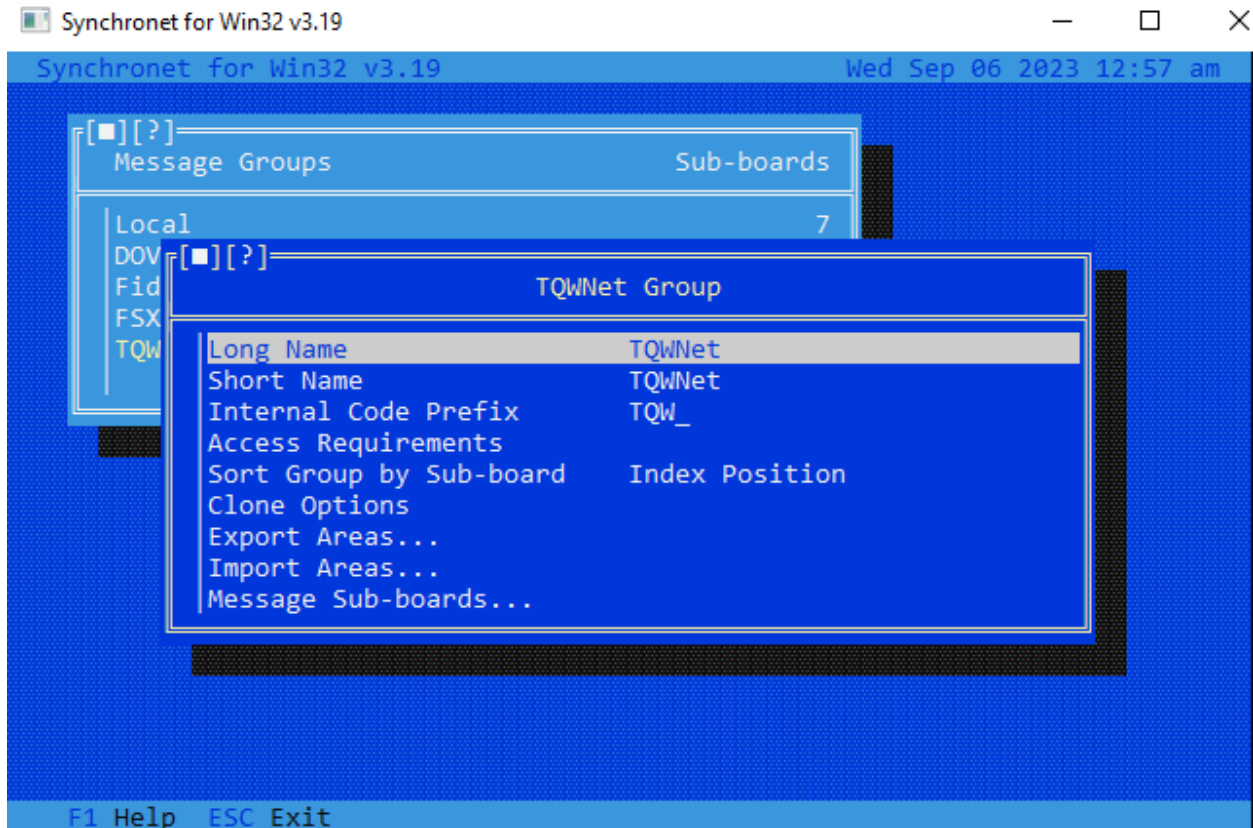 Synchronet for Win32 v3.19
Synchronet for Win32 v3.19 Wed Sep 06 2023 12:57 am
[■][?]
Message Groups Sub-boards
Local 7
DOV
Fid
FSX
TQW
[■][?]
TQWNet Group
Long Name TQWNet
Short Name TQWNet
Internal Code Prefix TQW_
Access Requirements
Sort Group by Sub-board Index Position
Clone Options
Export Areas...
Import Areas...
Message Sub-boards...
F1 Help ESC Exit